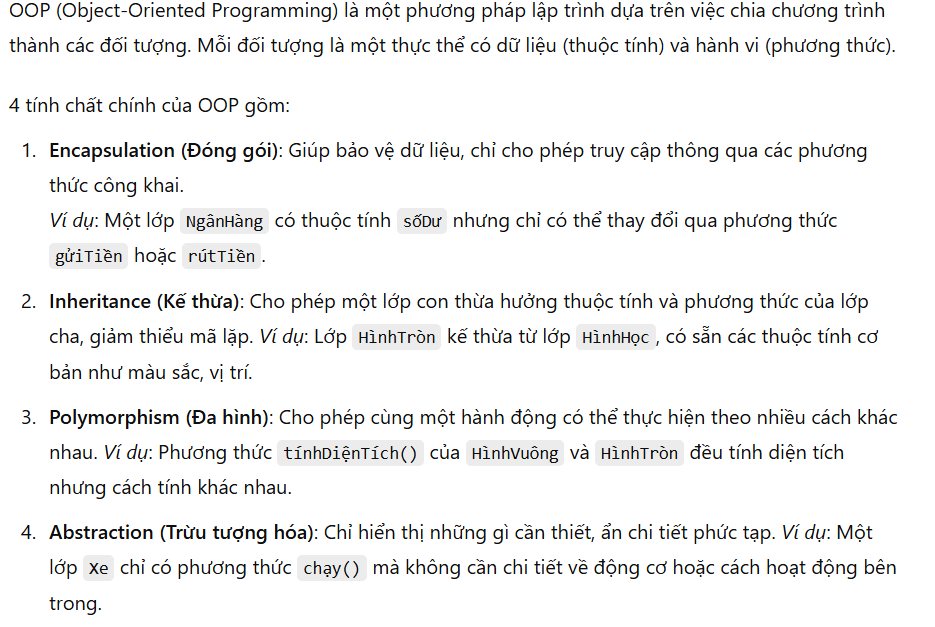 OOP (Object-Oriented Programming) là một phương pháp lập trình dựa trên việc chia chương trình
thành các đối tượng. Mỗi đối tượng là một thực thể có dữ liệu (thuộc tính) và hành vi (phương thức).
4 tính chất chính của OOP gồm:
1. Encapsulation (Đóng gói): Giúp bảo vệ dữ liệu, chỉ cho phép truy cập thông qua các phương
thức công khai.
Ví dụ: Một lớp NgânHàng có thuộc tính sốDư nhưng chỉ có thể thay đổi qua phương thức
gửiTiền hoặc rútTiền.
2. Inheritance (Kế thừa): Cho phép một lớp con thừa hưởng thuộc tính và phương thức của lớp
cha, giảm thiểu mã lặp. Ví dụ: Lớp HìnhTròn kế thừa từ lớp HìnhHọc, có sẵn các thuộc tính cơ
bản như màu sắc, vị trí.
3. Polymorphism (Đa hình): Cho phép cùng một hành động có thể thực hiện theo nhiều cách khác
nhau. Ví dụ: Phương thức tínhDiệnTích() của HìnhVuông và HìnhTròn đều tính diện tích
nhưng cách tính khác nhau.
4. Abstraction (Trừu tượng hóa): Chỉ hiển thị những gì cần thiết, ẩn chi tiết phức tạp. Ví dụ: Một
lớp Xe chỉ có phương thức chạy() mà không cần chi tiết về động cơ hoặc cách hoạt động bên
trong.